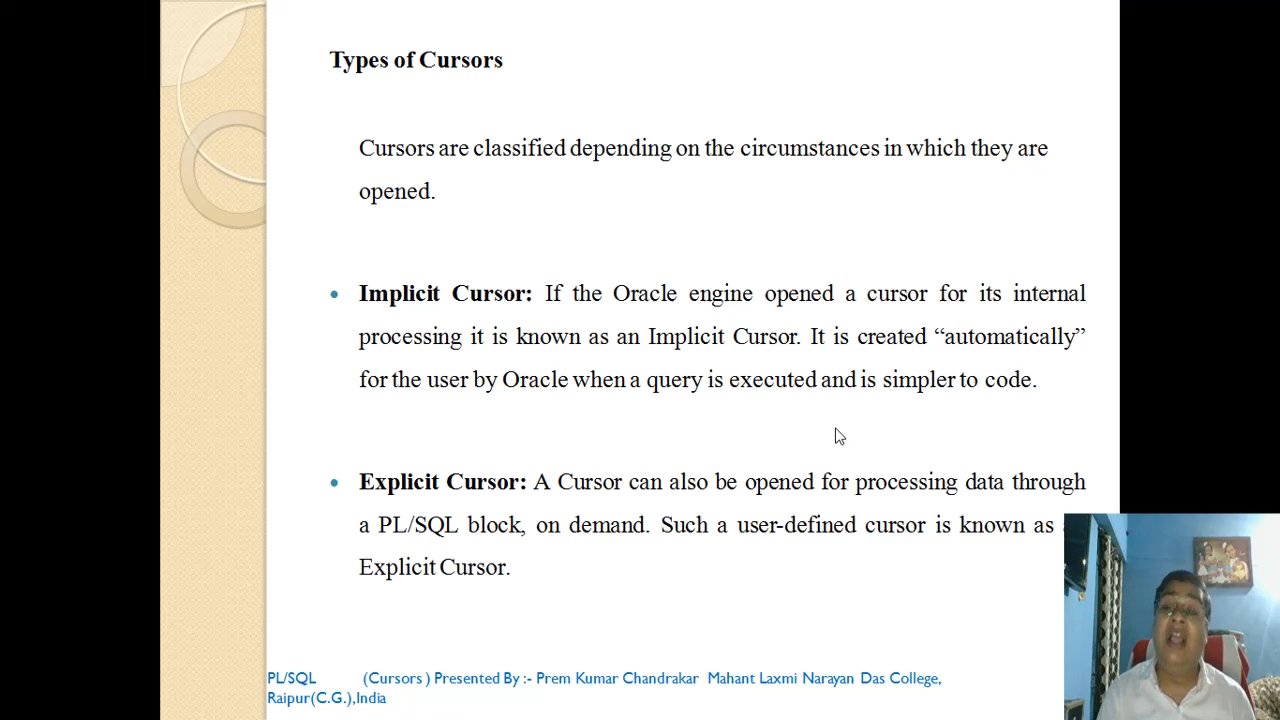 Types of Cursors
Cursors are classified depending on the circumstances in which they are
opened.
Implicit Cursor: If the Oracle engine opened a cursor for its internal
processing it is known as an Implicit Cursor. It is created “automatically”
for the user by Oracle when a query is executed and is simpler to code.
Explicit Cursor: A Cursor can also be opened for processing data through
a PL/SQL block, on demand. Such a user-defined cursor is known as
Explicit Cursor.
PL/SQL (Cursors ) Presented By :- Prem Kumar Chandrakar Mahant Laxmi Narayan Das College,
Raipur(C.G.),India